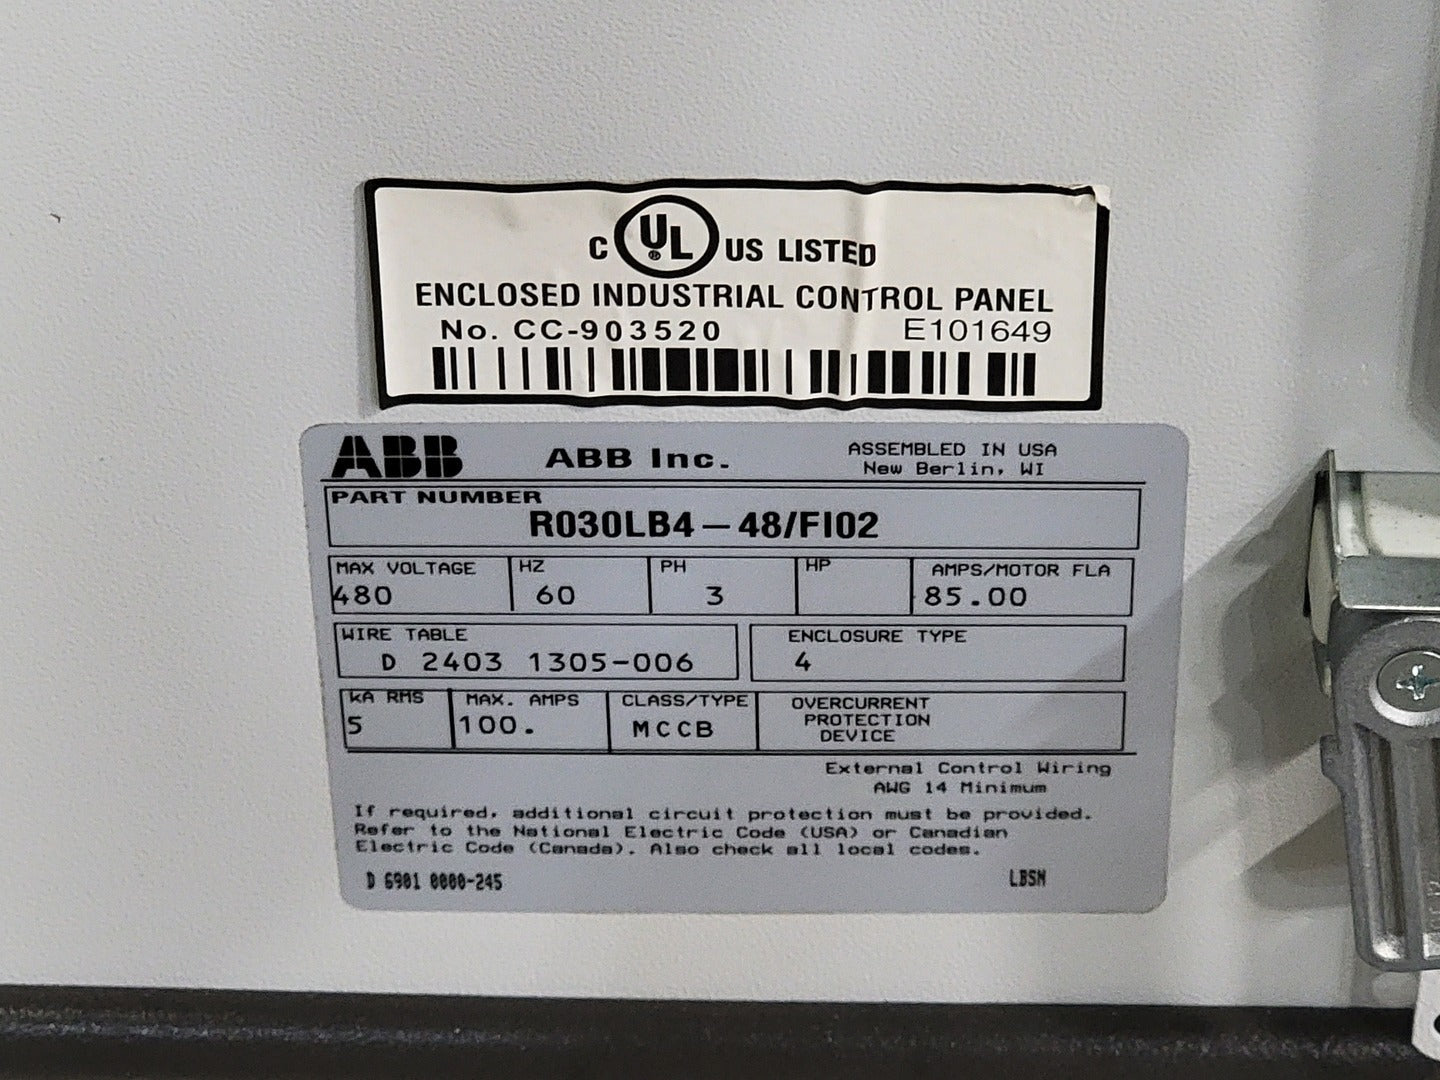 C UL US LISTED
ENCLOSED INDUSTRIAL CONTROL PANEL
No. CC-903520 E101649
ABB ABB Inc. ASSEMBLED IN USA
New Berlin, WI
PART NUMBER
R030LB4-48/FI02
MAX VOLTAGE HZ PH HP AMPS/MOTOR FLA
480 60 3 85.00
WIRE TABLE ENCLOSURE TYPE
D 2403 1305-006 4
kA RMS MAX. AMPS CLASS/TYPE OVERCURRENT
5 100. MCCB PROTECTION
DEVICE
External Control Wiring
AWG 14 Minimum
If required, additional circuit protection must be provided.
Refer to the National Electric Code (USA) or Canadian
Electric Code (Canada). Also check all local codes.
D 6901 0000-245 LBSN